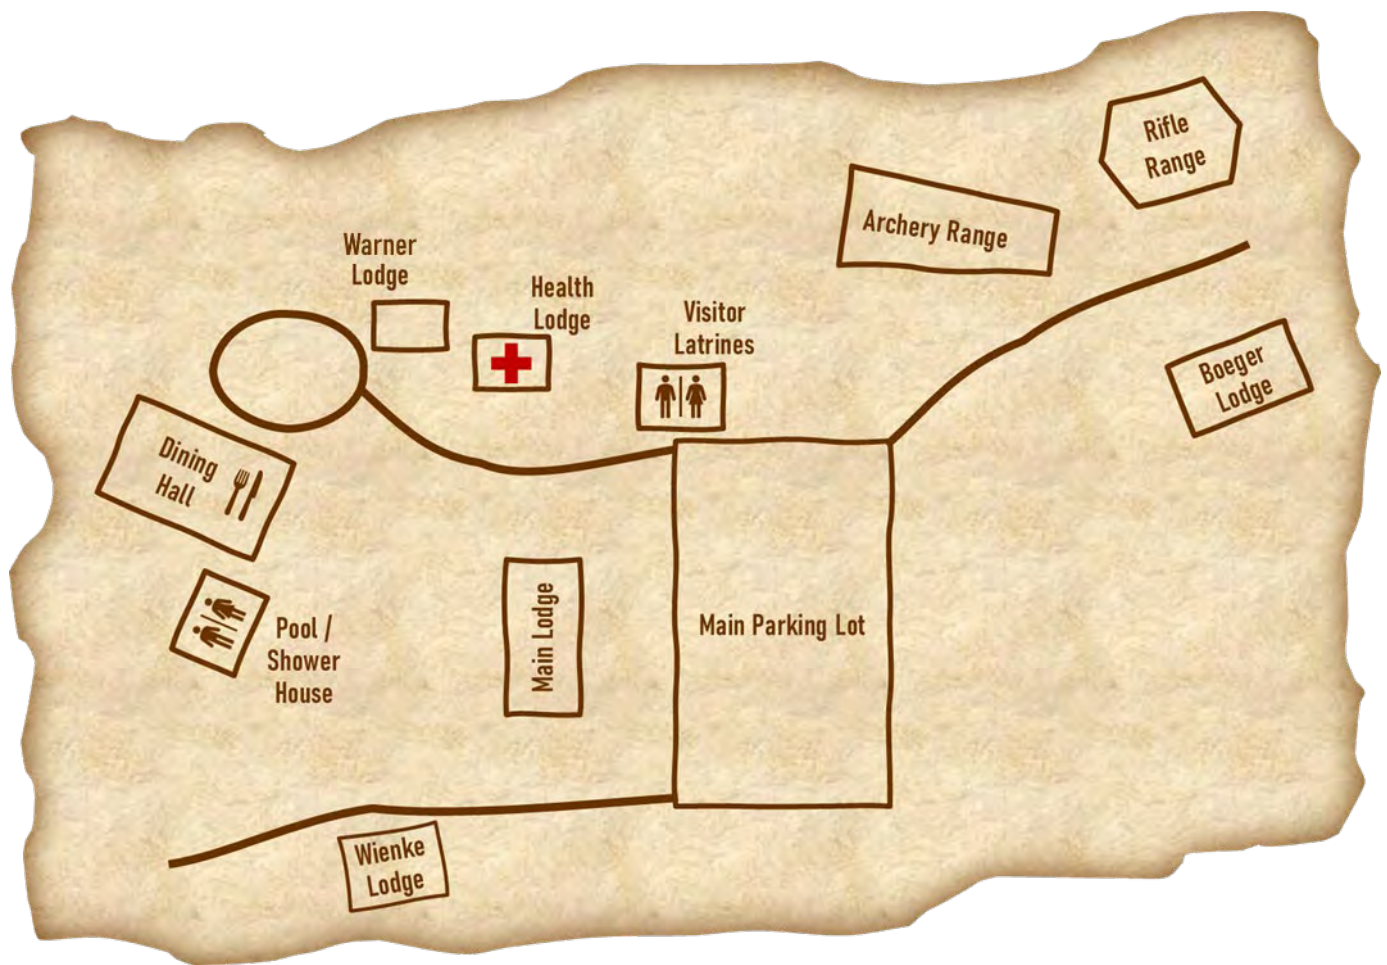 Rifle
Range
Archery Range
Warner
Lodge
Health
Lodge
Visitor
Latrines
Boeger
Lodge
Dining
Hall
Pool /
Shower
House
Main Lodge
Main Parking Lot
Wienke
Lodge